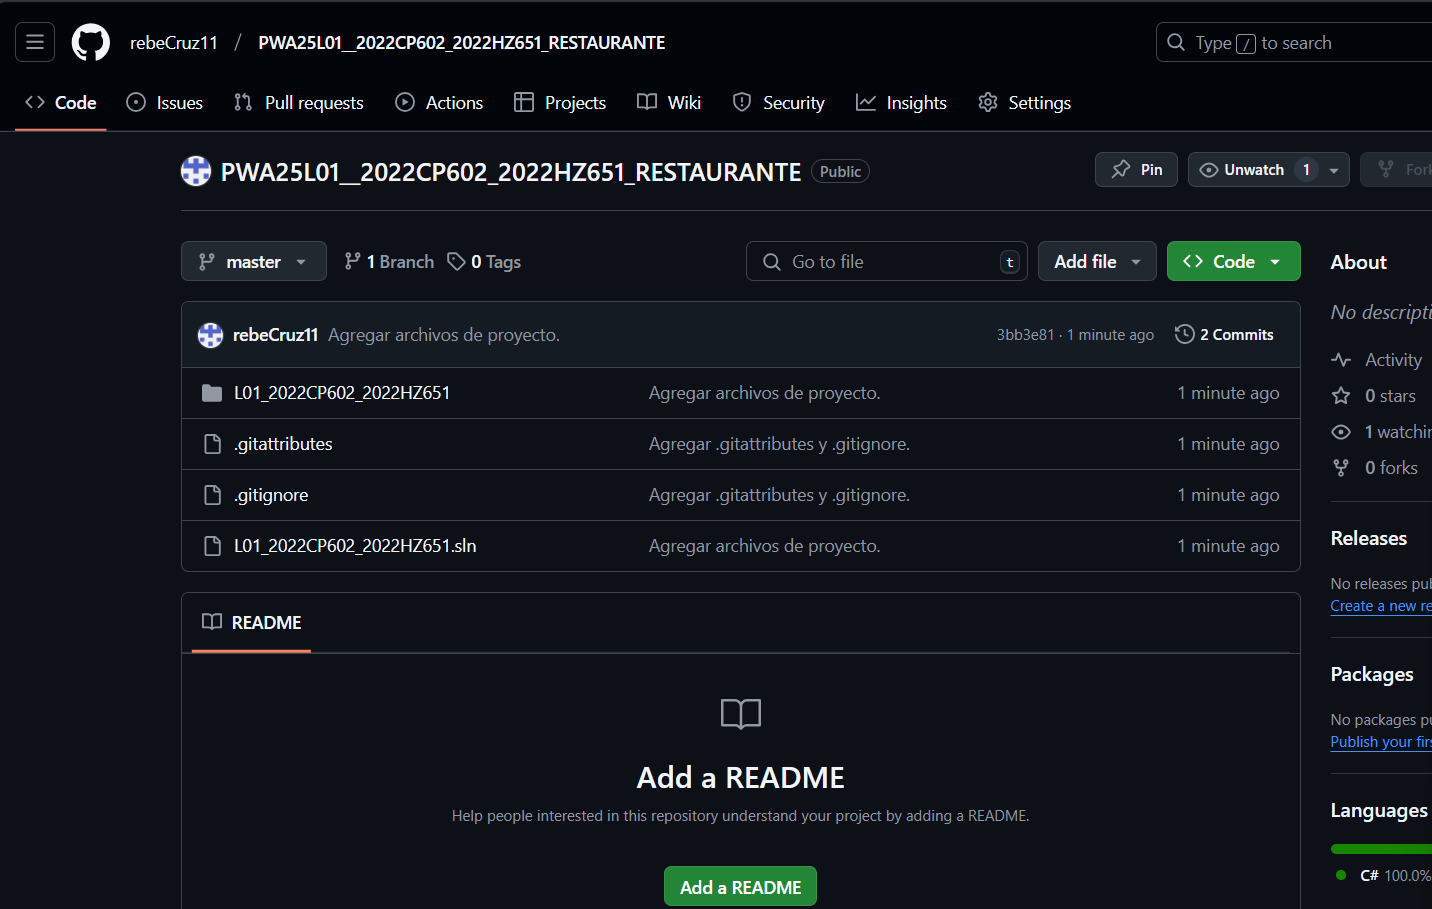 rebeCruz11 / PWA25L01__2022CP602_2022HZ651_RESTAURANTE
Type / to search
Code Issues Pull requests Actions Projects Wiki Security Insights Settings
PWA25L01__2022CP602_2022HZ651_RESTAURANTE Public
Pin Unwatch 1 Fork
master 1 Branch 0 Tags
Go to file t Add file Code
rebeCruz11 Agregar archivos de proyecto. 3bb3e81 · 1 minute ago 2 Commits
L01_2022CP602_2022HZ651 Agregar archivos de proyecto. 1 minute ago
.gitattributes Agregar .gitattributes y .gitignore. 1 minute ago
.gitignore Agregar .gitattributes y .gitignore. 1 minute ago
L01_2022CP602_2022HZ651.sln Agregar archivos de proyecto. 1 minute ago
README
Add a README
Help people interested in this repository understand your project by adding a README.
Add a README
About
No descripti
Activity
0 stars
1 watchin
0 forks
Releases
No releases pub
Create a new re
Packages
No packages pu
Publish your firs
Languages
C# 100.0%